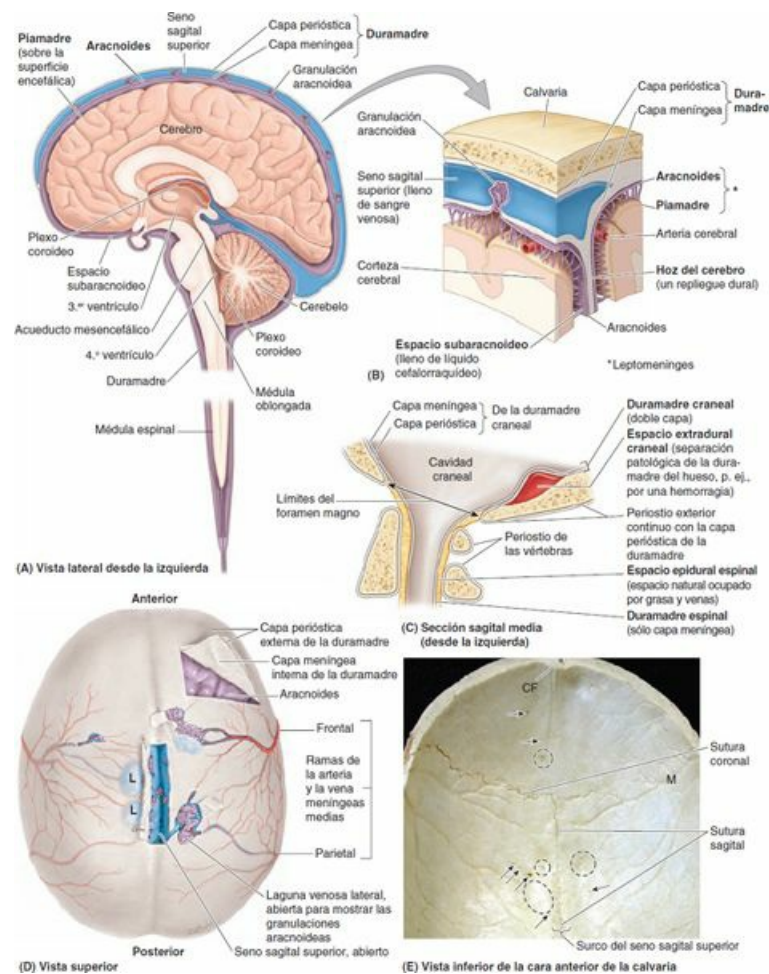 Seno
sagital
superior
Capa perióstica
Capa meníngea
Duramadre
Piamadre
(sobre la
superficie
encefálica)
Aracnoides
Granulación
aracnoidea
Cerebro
Plexo
coroideo
Espacio
subaracnoideo
3.er ventrículo
Acueducto mesencefálico
4.º ventrículo
Duramadre
Médula espinal
Cerebelo
Plexo
coroideo
Médula
oblongada
(A) Vista lateral desde la izquierda
Calvaria
Capa perióstica
Capa meníngea
Dura-
madre
Granulación
aracnoidea
Seno sagital
superior (lleno
de sangre
venosa)
Aracnoides
Piamadre
*
Arteria cerebral
Corteza
cerebral
Hoz del cerebro
(un repliegue dural)
Espacio subaracnoideo
(lleno de líquido
cefalorraquídeo)
Aracnoides
(B)
*Leptomeninges
Capa meníngea
Capa perióstica
De la duramadre
craneal
Cavidad
craneal
Límites del
foramen magno
Periostio de
las vértebras
Duramadre craneal
(doble capa)
Espacio extradural
craneal (separación
patológica de la dura-
madre del hueso, p. ej.,
por una hemorragia)
Periostio exterior
continuo con la capa
perióstica de la
duramadre
Espacio epidural espinal
(espacio natural ocupado
por grasa y venas)
Duramadre espinal
(sólo capa meníngea)
(C) Sección sagital media
(desde la izquierda)
Anterior
Capa perióstica
externa de la duramadre
Capa meníngea
interna de la duramadre
Aracnoides
Frontal
Ramas de
la arteria
y la vena
meníngeas
medias
Parietal
L
L
Laguna venosa lateral,
abierta para mostrar las
granulaciones
aracnoideas
Seno sagital superior, abierto
Posterior
(D) Vista superior
CF
Sutura
coronal
M
Sutura
sagital
Surco del seno sagital superior
(E) Vista inferior de la cara anterior de la calvaria